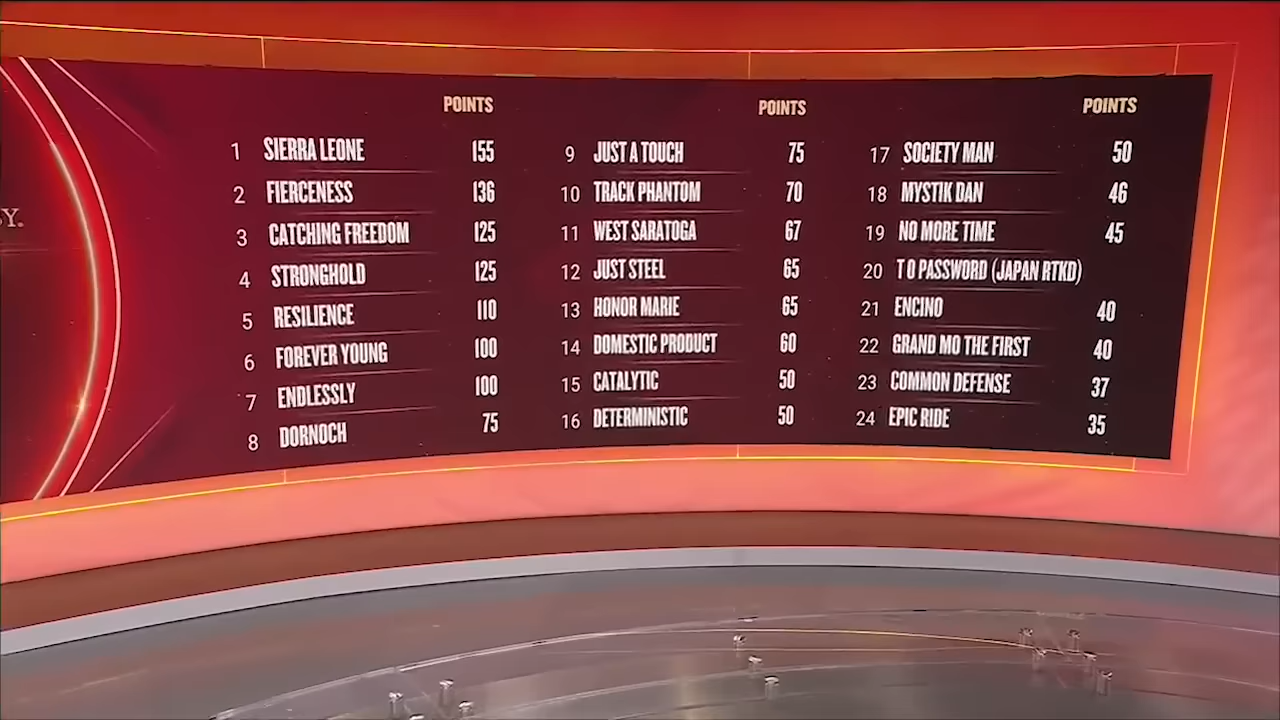 SY.
POINTS
1 SIERRA LEONE 155
2 FIERCENESS 136
3 CATCHING FREEDOM 125
4 STRONGHOLD 125
5 RESILIENCE 110
6 FOREVER YOUNG 100
7 ENDLESSLY 100
8 DORNOCH 75
POINTS
9 JUST A TOUCH 75
10 TRACK PHANTOM 70
11 WEST SARATOGA 67
12 JUST STEEL 65
13 HONOR MARIE 65
14 DOMESTIC PRODUCT 60
15 CATALYTIC 50
16 DETERMINISTIC 50
POINTS
17 SOCIETY MAN 50
18 MYSTIK DAN 46
19 NO MORE TIME 45
20 T O PASSWORD (JAPAN RTKD)
21 ENCINO 40
22 GRAND MO THE FIRST 40
23 COMMON DEFENSE 37
24 EPIC RIDE 35